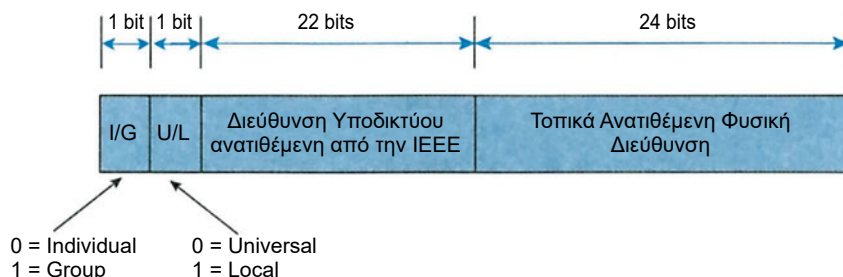 1 bit 1 bit 22 bits 24 bits
I/G U/L Διεύθυνση Υποδικτύου Τοπικά Ανατιθέμενη Φυσική
ανατιθέμενη από την IEEE Διεύθυνση
0 = Individual 0 = Universal
1 = Group 1 = Local